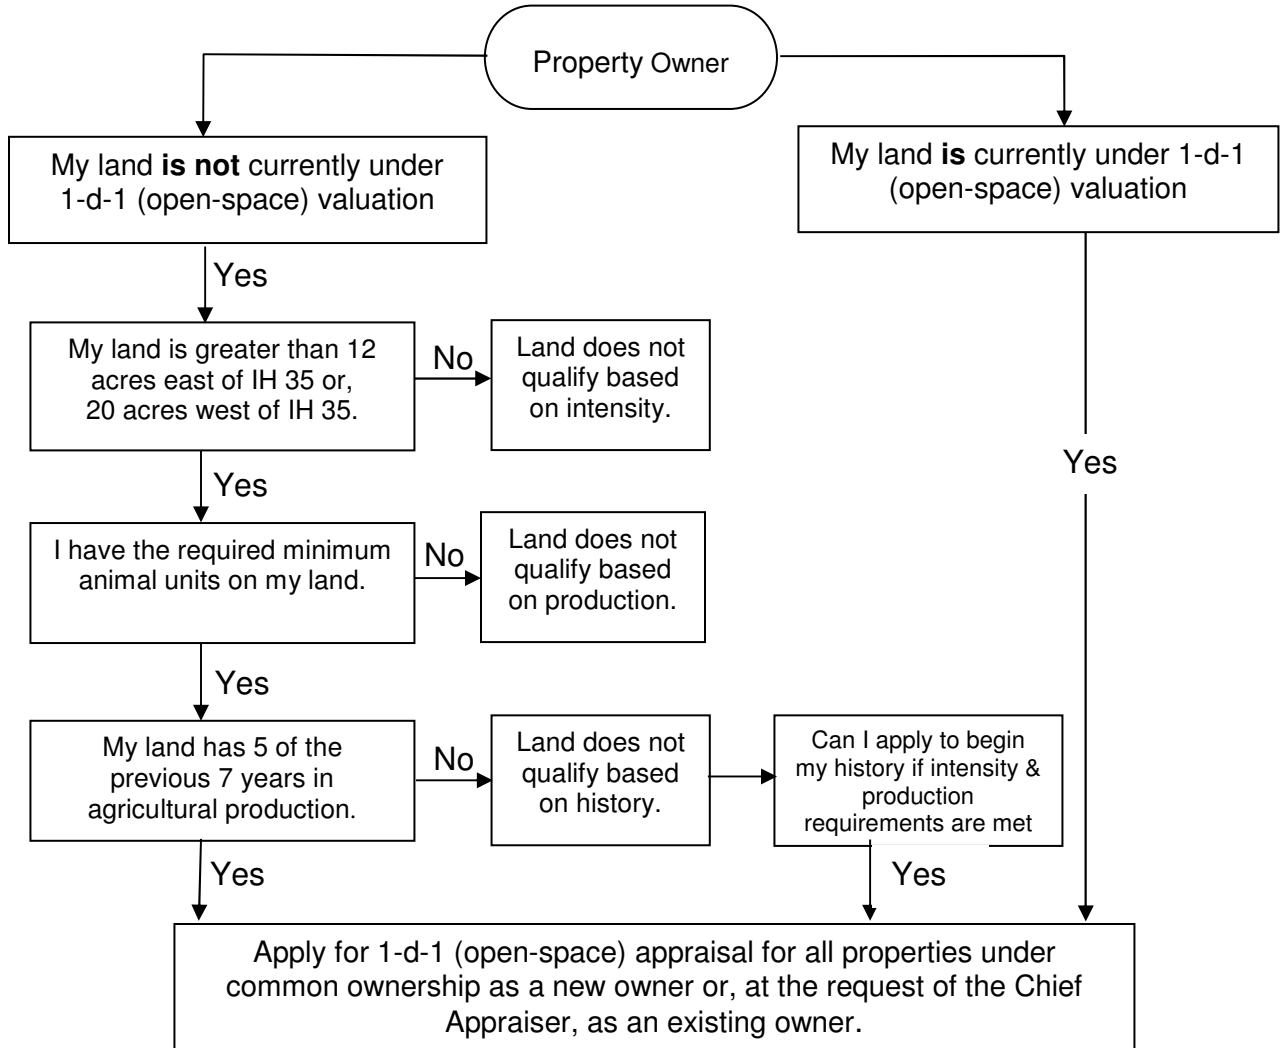 Property Owner
My land is not currently under
1-d-1 (open-space) valuation
My land is currently under 1-d-1
(open-space) valuation
Yes
My land is greater than 12
acres east of IH 35 or,
20 acres west of IH 35.
No
Land does not
qualify based
on intensity.
Yes
Yes
I have the required minimum
animal units on my land.
No
Land does not
qualify based
on production.
Yes
My land has 5 of the
previous 7 years in
agricultural production.
No
Land does not
qualify based
on history.
Can I apply to begin
my history if intensity &
production
requirements are met
Yes
Yes
Apply for 1-d-1 (open-space) appraisal for all properties under
common ownership as a new owner or, at the request of the Chief
Appraiser, as an existing owner.